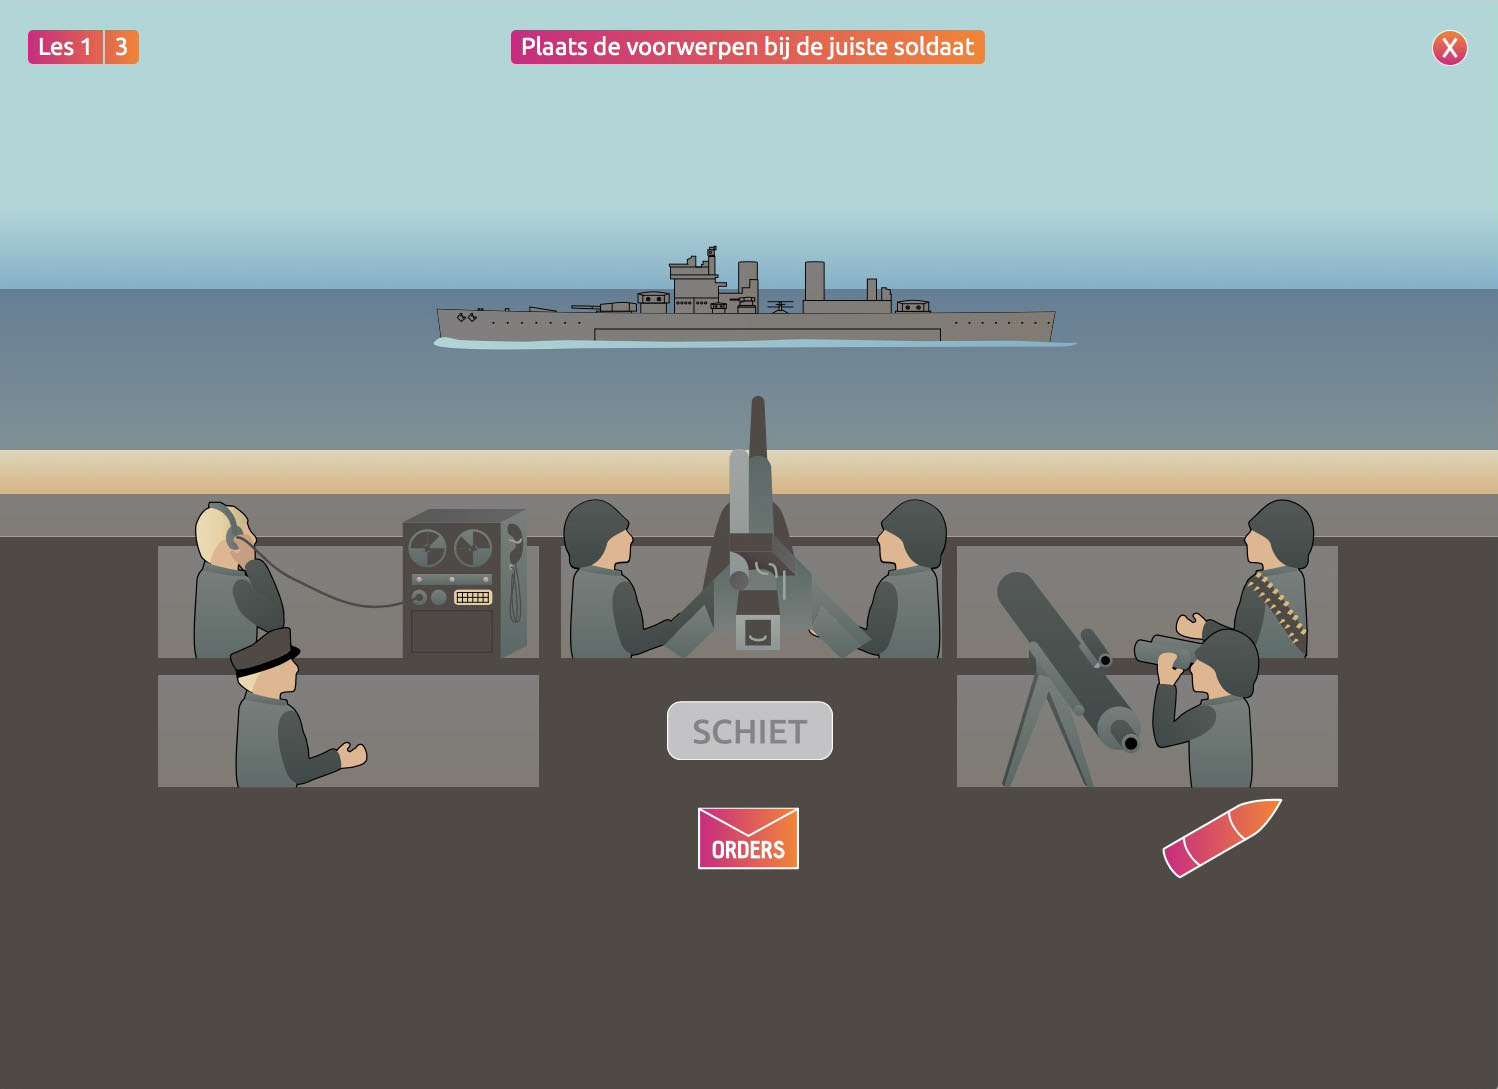 Les 1 3
Plaats de voorwerpen bij de juiste soldaat
X
SCHIET
ORDERS